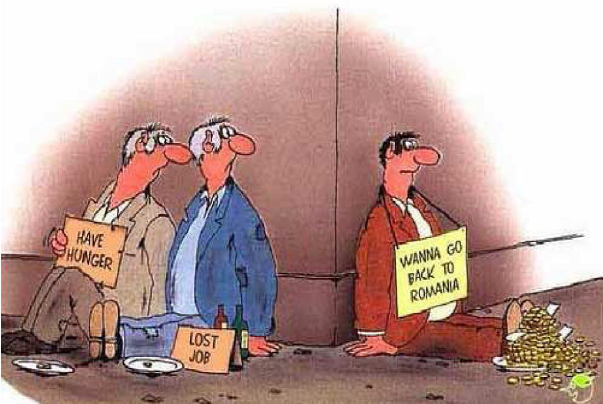 HAVE
HUNGER
LOST
JOB
WANNA GO
BACK TO
ROMANIA